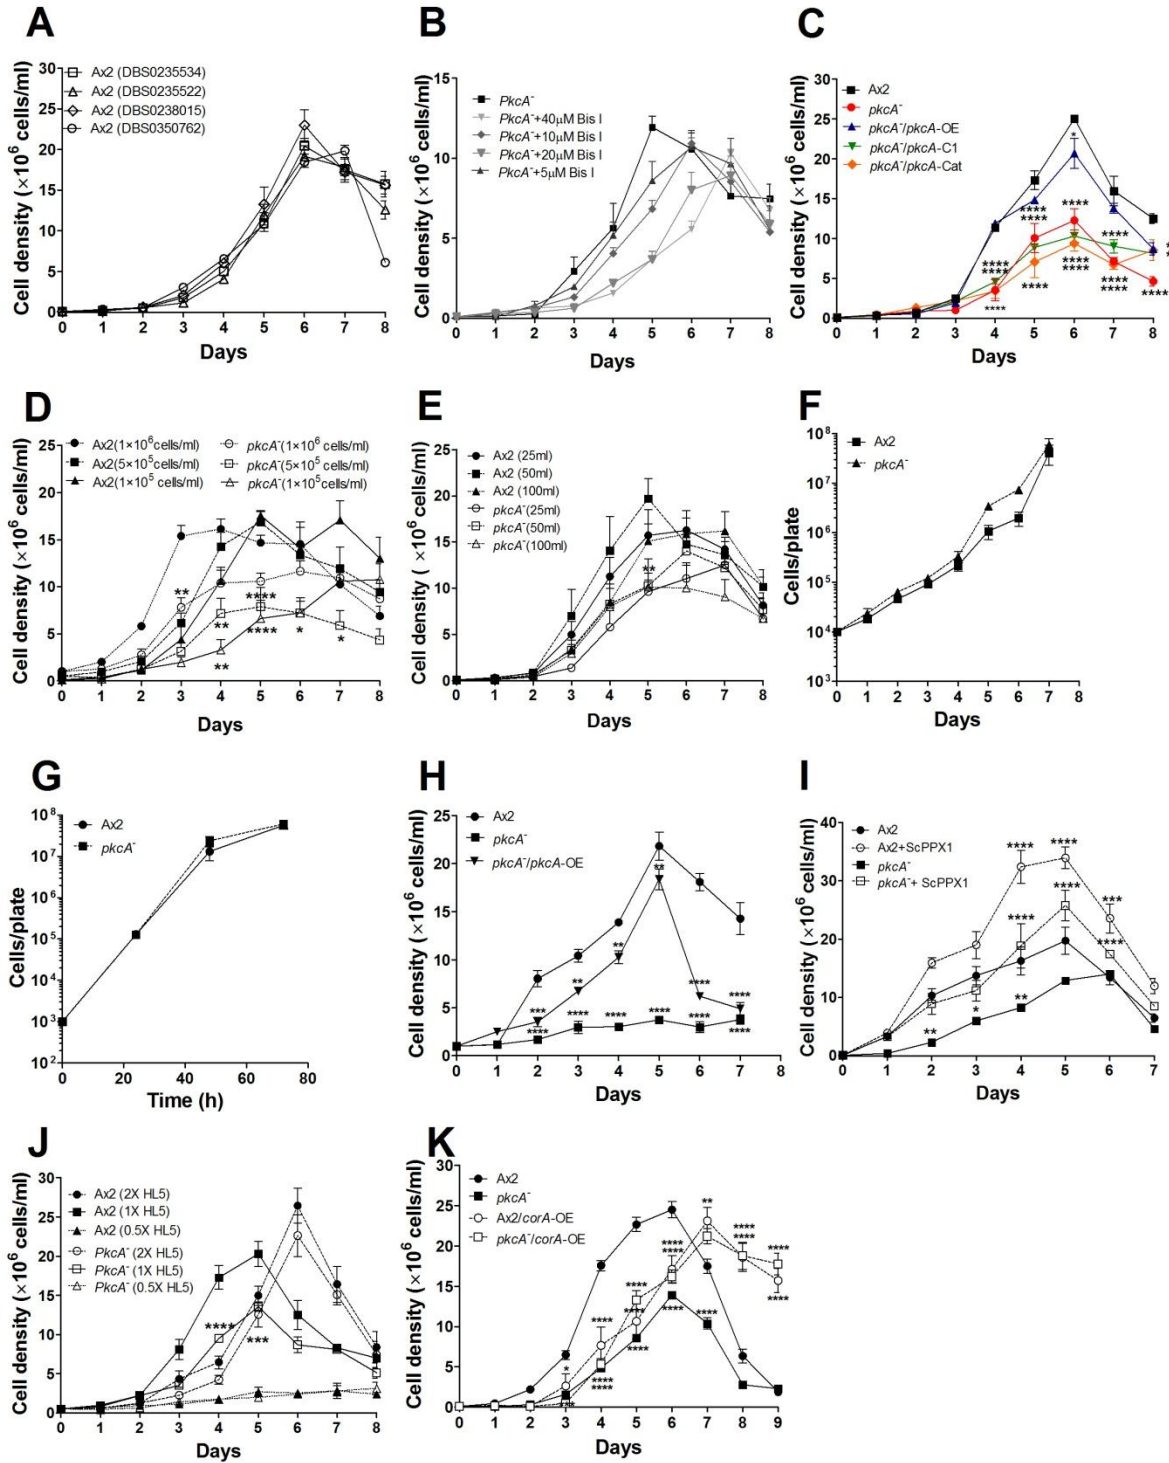 A
Cell density (×10⁶ cells/ml)
30
25
20
15
10
5
0
Ax2 (DBS0235534)
Ax2 (DBS0235522)
Ax2 (DBS0238015)
Ax2 (DBS0350762)
0 1 2 3 4 5 6 7 8
Days
B
Cell density (×10⁶ cells/ml)
15
10
5
0
PkcA⁻
PkcA⁻+40µM Bis I
PkcA⁻+10µM Bis I
PkcA⁻+20µM Bis I
PkcA⁻+5µM Bis I
0 1 2 3 4 5 6 7 8
Days
C
Cell density (×10⁶ cells/ml)
30
25
20
15
10
5
0
Ax2
pkcA⁻
pkcA⁻/pkcA-OE
pkcA⁻/pkcA-C1
pkcA⁻/pkcA-Cat
0 1 2 3 4 5 6 7 8
Days
D
Cell density (×10⁶ cells/ml)
25
20
15
10
5
0
Ax2(1×10⁶cells/ml)
Ax2(5×10⁵cells/ml)
Ax2(1×10⁵cells/ml)
pkcA⁻(1×10⁶ cells/ml)
pkcA⁻(5×10⁵ cells/ml)
pkcA⁻(1×10⁵cells/ml)
0 1 2 3 4 5 6 7 8
Days
E
Cell density (×10⁶ cells/ml)
25
20
15
10
5
0
Ax2 (25ml)
Ax2 (50ml)
Ax2 (100ml)
pkcA⁻(25ml)
pkcA⁻(50ml)
pkcA⁻(100ml)
0 1 2 3 4 5 6 7 8
Days
F
Cells/plate
10⁸
10⁷
10⁶
10⁵
10⁴
10³
Ax2
pkcA⁻
0 1 2 3 4 5 6 7 8
Days
G
Cells/plate
10⁸
10⁷
10⁶
10⁵
10⁴
10³
10²
Ax2
pkcA⁻
0 20 40 60 80
Time (h)
H
Cell density (×10⁶ cells/ml)
25
20
15
10
5
0
Ax2
pkcA⁻
pkcA⁻/pkcA-OE
0 1 2 3 4 5 6 7 8
Days
I
Cell density (×10⁶ cells/ml)
40
30
20
10
0
Ax2
Ax2+ScPPX1
pkcA⁻
pkcA⁻+ ScPPX1
0 1 2 3 4 5 6 7
Days
J
Cell density (×10⁶ cells/ml)
30
25
20
15
10
5
0
Ax2 (2X HL5)
Ax2 (1X HL5)
Ax2 (0.5X HL5)
PkcA⁻ (2X HL5)
PkcA⁻ (1X HL5)
PkcA⁻ (0.5X HL5)
0 1 2 3 4 5 6 7 8
Days
K
Cell density (×10⁶ cells/ml)
30
25
20
15
10
5
0
Ax2
pkcA⁻
Ax2/corA-OE
pkcA⁻/corA-OE
0 1 2 3 4 5 6 7 8 9
Days